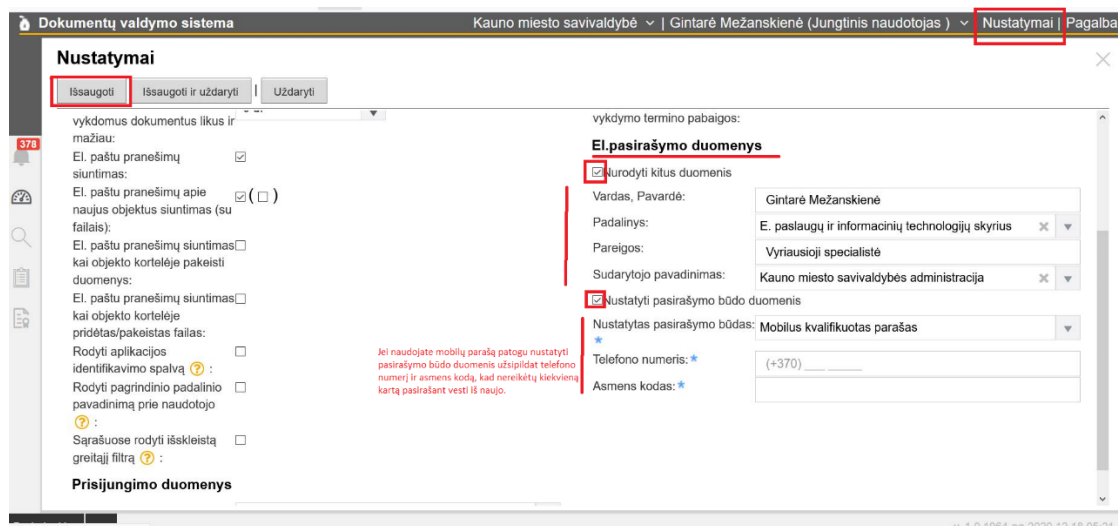 Dokumentų valdymo sistema
Kauno miesto savivaldybė | Gintarė Mežanskienė (Jungtinis naudotojas ) Nustatymai | Pagalba
Nustatymai
Išsaugoti
Išsaugoti ir uždaryti
|
Uždaryti
378
vykdomus dokumentus likus ir
mažiau:
El. paštu pranešimų
siuntimas:
El. paštu pranešimų apie
naujus objektus siuntimas (su
failais):
( )
El. paštu pranešimų siuntimas
kai objekto kortelėje pakeisti
duomenys:
El. paštu pranešimų siuntimas
kai objekto kortelėje
pridėtas/pakeistas failas:
Rodyti aplikacijos
identifikavimo spalvą ? :
Rodyti pagrindinio padalinio
pavadinimą prie naudotojo
? :
Sąrašuose rodyti išskleistą
greitąjį filtrą ? :
Prisijungimo duomenys
Jei naudojate mobilų parašą patogu nustatyti
pasirašymo būdo duomenis užsipildat telefono
numerį ir asmens kodą, kad nereikėtų kiekvieną
kartą pasirašant vesti iš naujo.
vykdymo termino pabaigos:
El.pasirašymo duomenys
Nurodyti kitus duomenis
Vardas, Pavardė:
Gintarė Mežanskienė
Padalinys:
E. paslaugų ir informacinių technologijų skyrius
Pareigos:
Vyriausioji specialistė
Sudarytojo pavadinimas:
Kauno miesto savivaldybės administracija
Nustatyti pasirašymo būdo duomenis
Nustatytas pasirašymo būdas:
*
Mobilus kvalifikuotas parašas
Telefono numeris: *
(+370) ___ _____
Asmens kodas: *